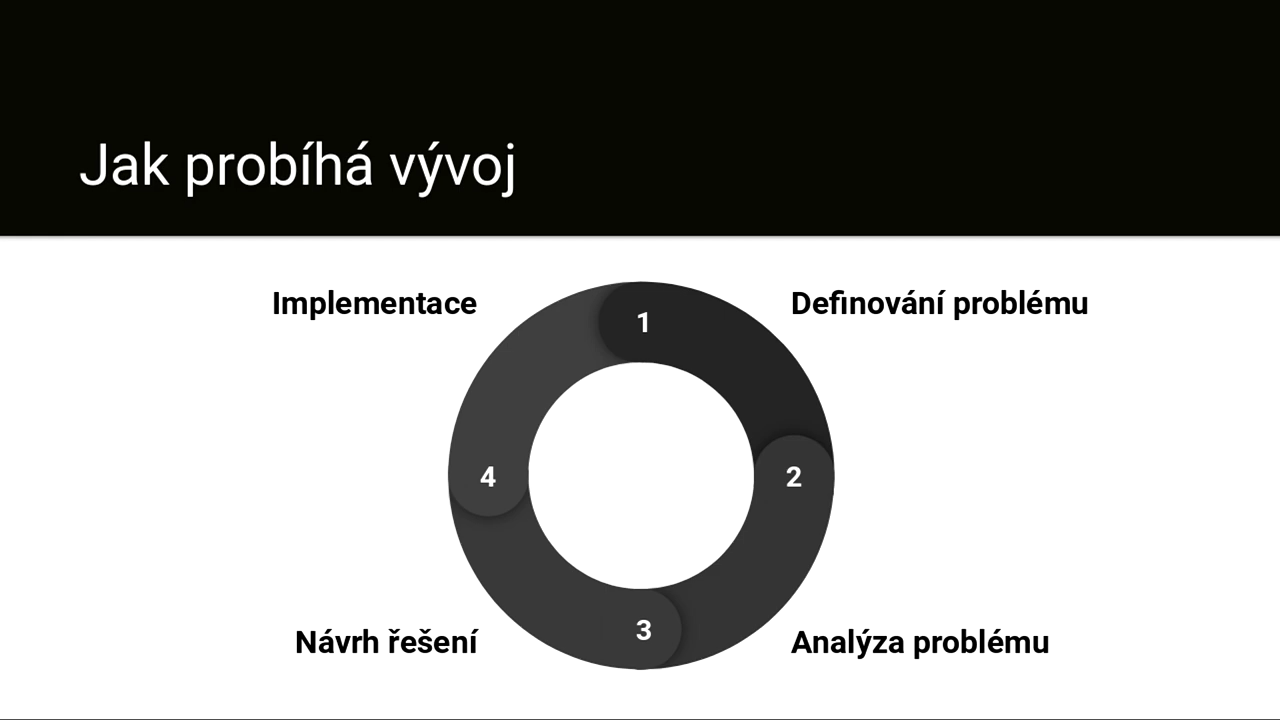 Jak probíhá vývoj
Implementace
1
Definování problému
4
2
Návrh řešení
3
Analýza problému